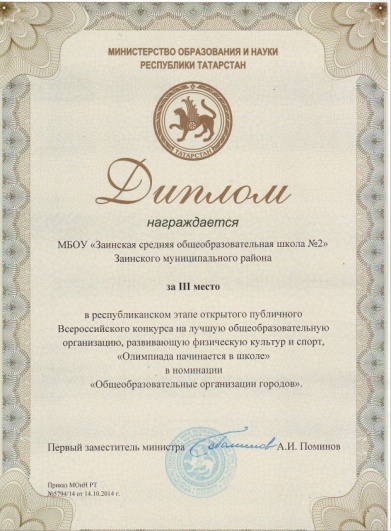 МИНИСТЕРСТВО ОБРАЗОВАНИЯ И НАУКИ
РЕСПУБЛИКИ ТАТАРСТАН
ТАТАРСТАН
Диплом
награждается
МБОУ «Заинская средняя общеобразовательная школа №2»
Заинского муниципального района
за III место
в республиканском этапе открытого публичного
Всероссийского конкурса на лучшую общеобразовательную
организацию, развивающую физическую культур и спорт,
«Олимпиада начинается в школе»
в номинации
«Общеобразовательные организации городов».
Первый заместитель министра А.И. Поминов
Приказ МОиН РТ
№5794/14 от 14.10.2014 г.